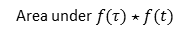 Area under 𝑓(𝜏) ⋆ 𝑓(𝑡)